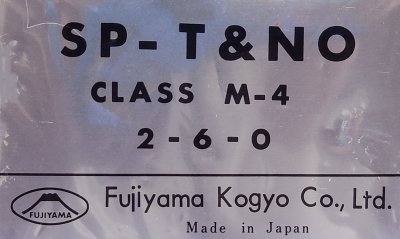 SP-T&NO
CLASS M-4
2-6-0
FUJIYAMA
Fujiyama Kogyo Co., Ltd.
Made in Japan